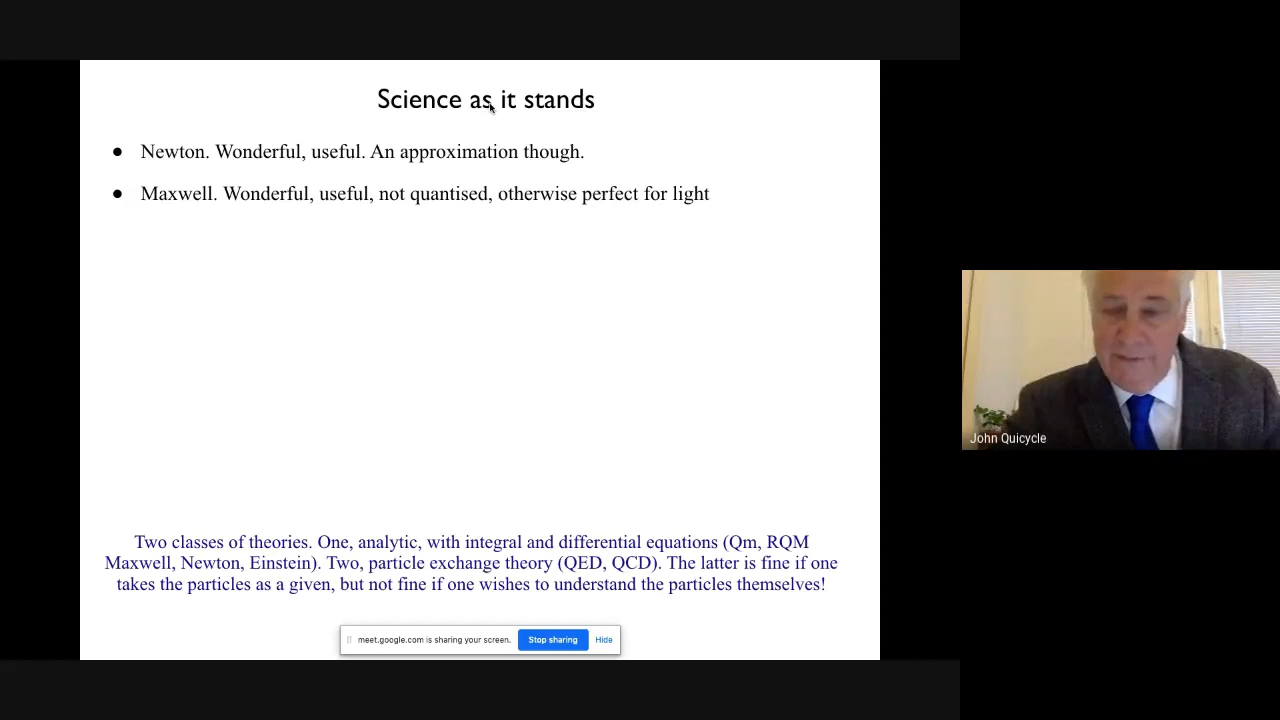 Science as it stands
● Newton. Wonderful, useful. An approximation though.
● Maxwell. Wonderful, useful, not quantised, otherwise perfect for light
John Quicycle
Two classes of theories. One, analytic, with integral and differential equations (Qm, RQM
Maxwell, Newton, Einstein). Two, particle exchange theory (QED, QCD). The latter is fine if one
takes the particles as a given, but not fine if one wishes to understand the particles themselves!
meet.google.com is sharing your screen. Stop sharing Hide